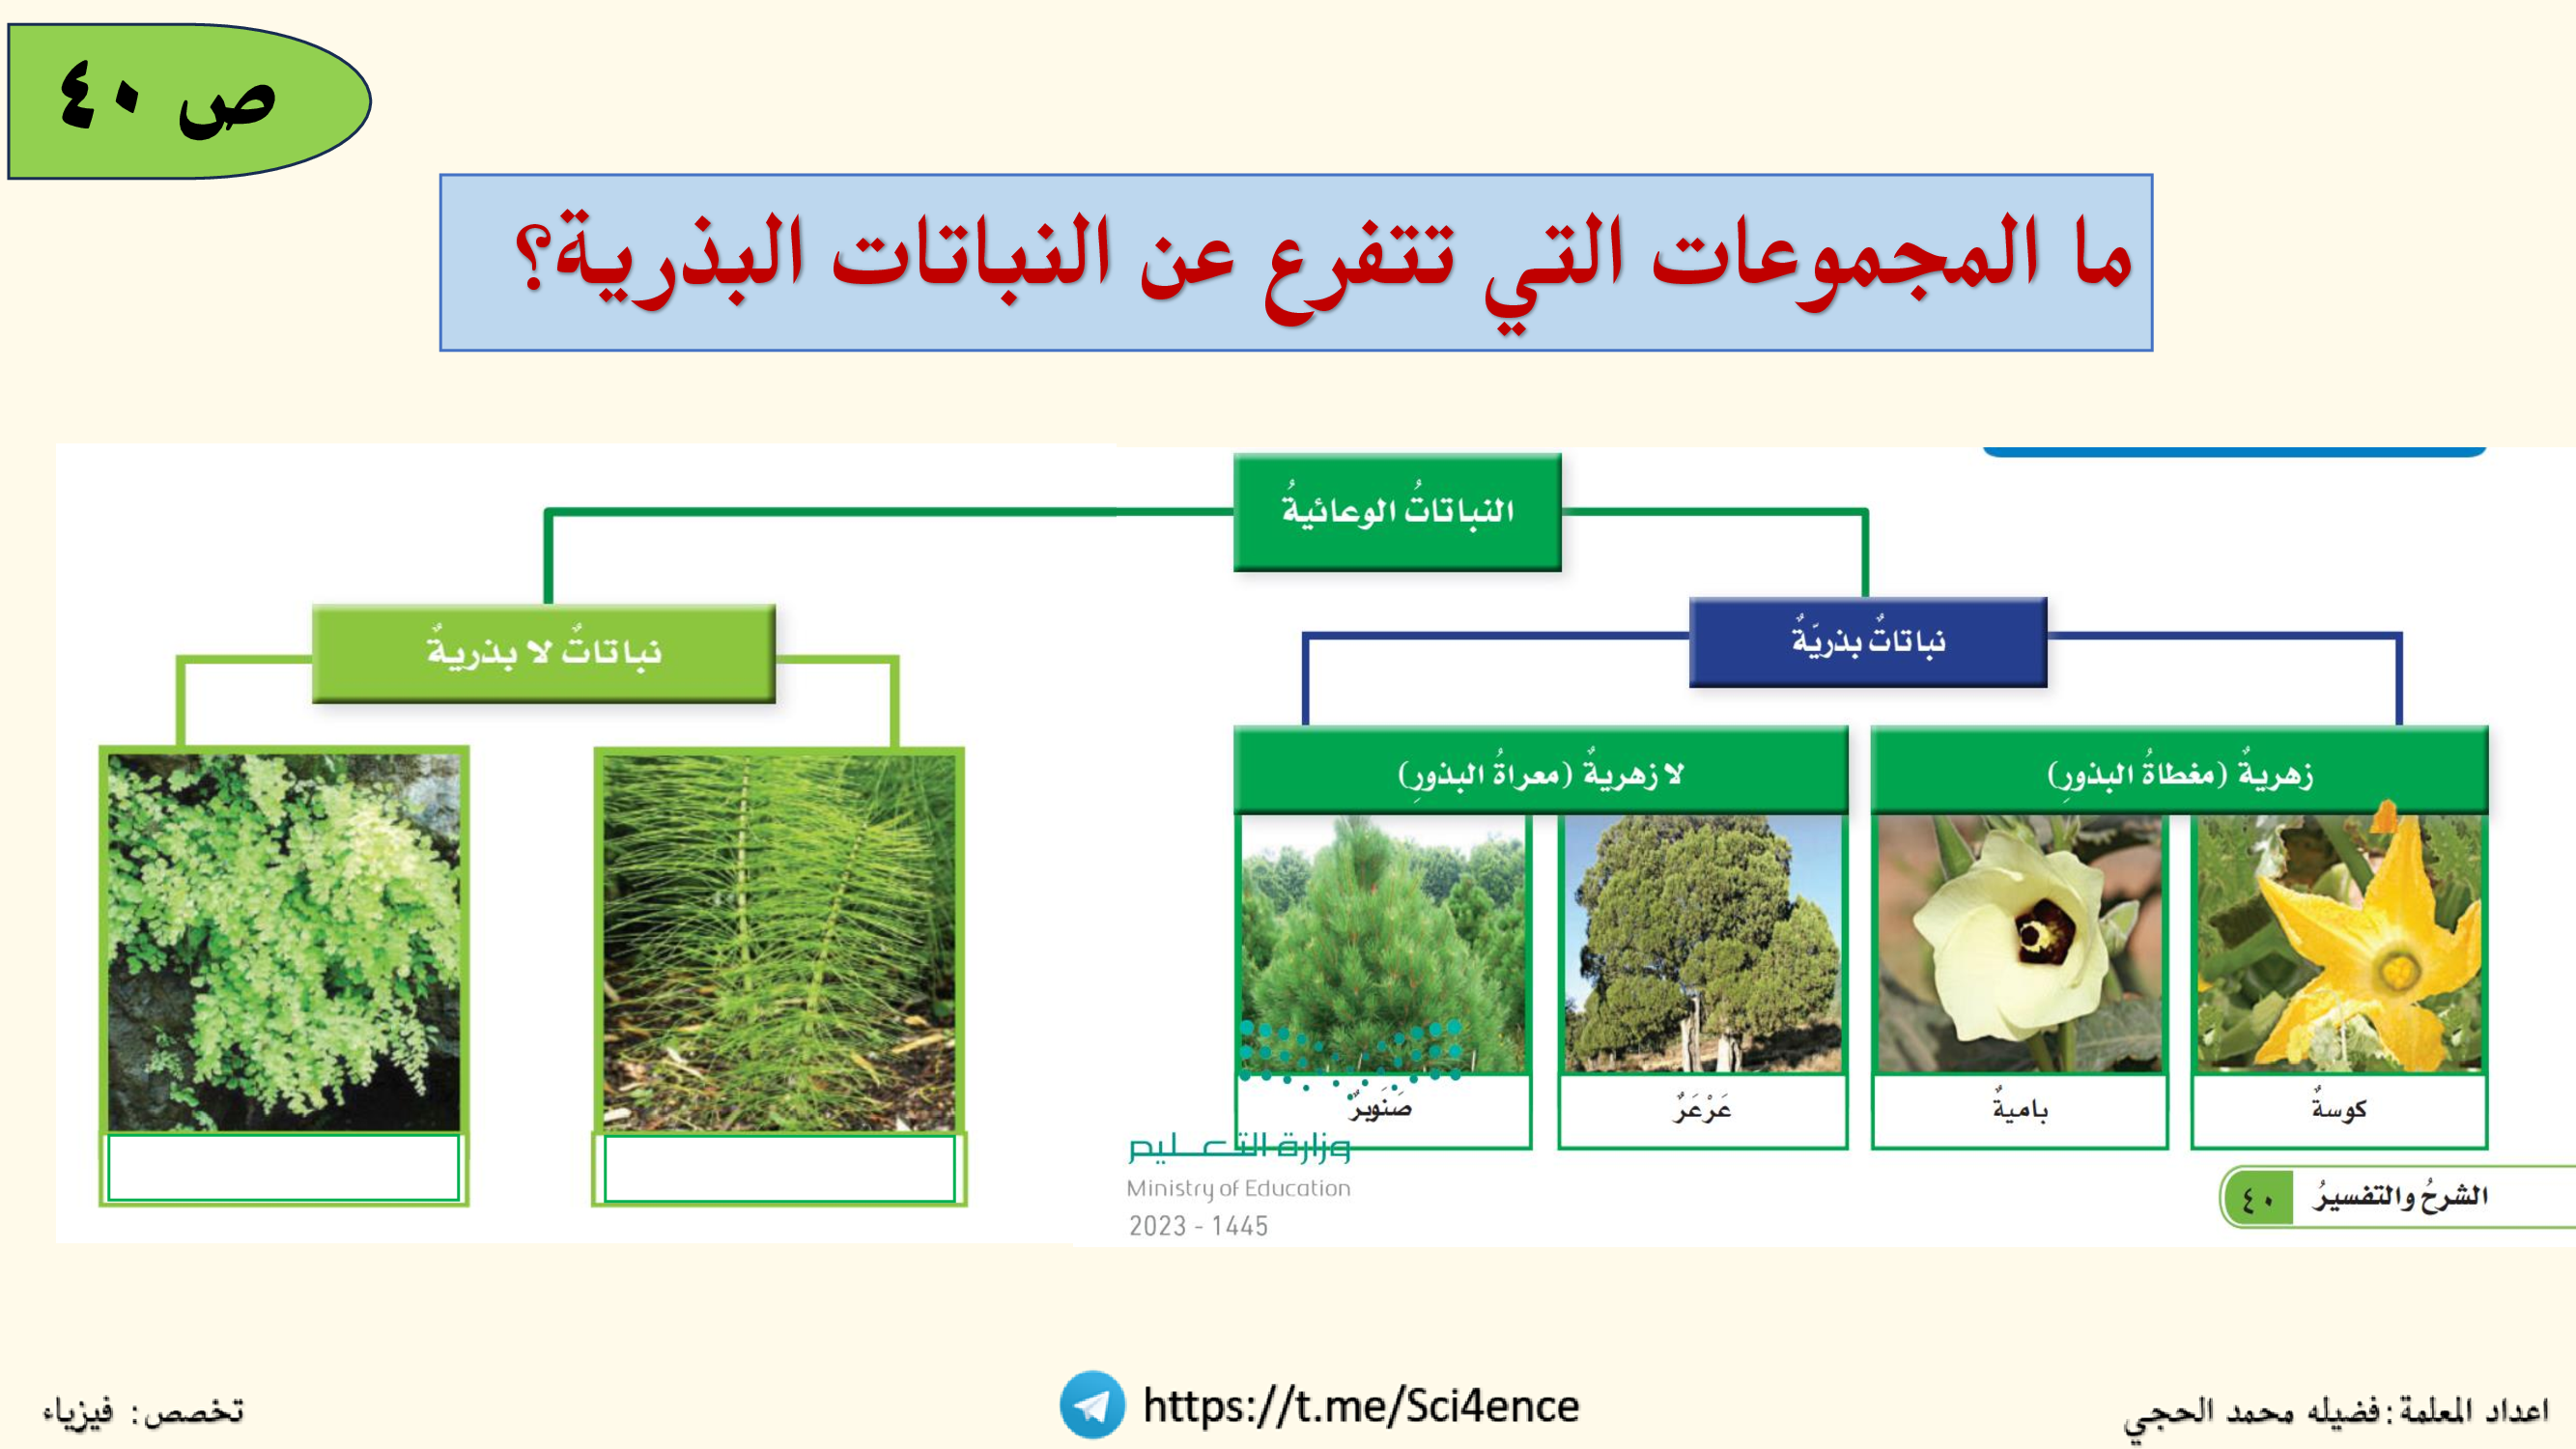 ص ٤٠
ما المجموعات التي تتفرع عن النباتات البذرية؟
النباتاتُ الوعائيةُ
نباتاتٌ بذريّةٌ
نباتاتٌ لا بذريةٌ
زهريةٌ (مغطاةُ البذورِ)
لا زهريةٌ (معراةُ البذورِ)
كوسةٌ
باميةٌ
عَرْعَرٌ
صَنَوبرٌ
وزارة التعليم
Ministry of Education
2023 - 1445
الشرحُ والتفسيرُ ٤٠
اعداد المعلمة : فضيله محمد الحجي
https://t.me/Sci4ence
تخصص : فيزياء